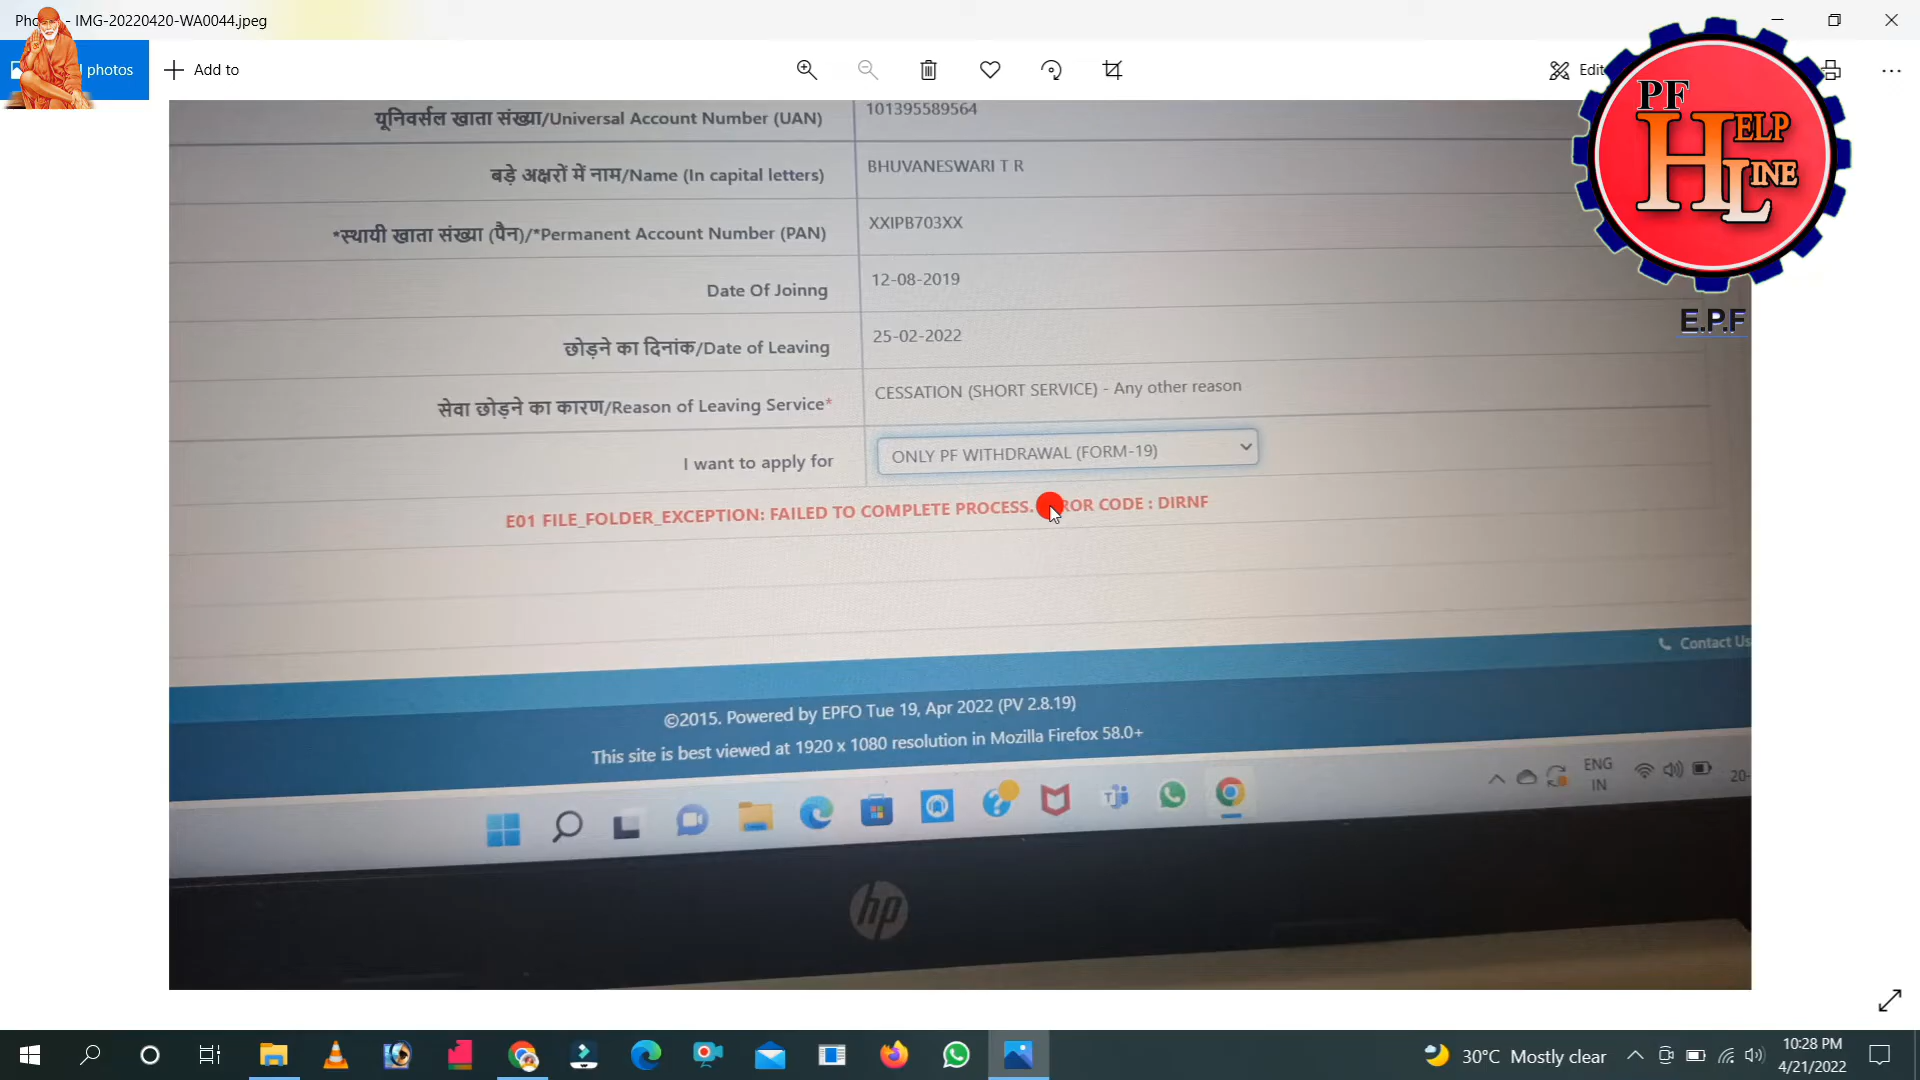 IMG-20220420-WA0044.jpeg
photos
Add to
Edit
PF
HELP
LINE
E.P.F
यूनिवर्सल खाता संख्या/Universal Account Number (UAN)
101395589564
बड़े अक्षरों में नाम/Name (In capital letters)
BHUVANESWARI T R
*स्थायी खाता संख्या (पैन)/*Permanent Account Number (PAN)
XXIPB703XX
Date Of Joinng
12-08-2019
छोड़ने का दिनांक/Date of Leaving
25-02-2022
सेवा छोड़ने का कारण/Reason of Leaving Service*
CESSATION (SHORT SERVICE) - Any other reason
I want to apply for
ONLY PF WITHDRAWAL (FORM-19)
E01 FILE_FOLDER_EXCEPTION: FAILED TO COMPLETE PROCESS. CODE : DIRNF
Contact Us
©2015. Powered by EPFO Tue 19, Apr 2022 (PV 2.8.19)
This site is best viewed at 1920 x 1080 resolution in Mozilla Firefox 58.0+
ENG
IN
20-
hp
30°C Mostly clear
10:28 PM
4/21/2022